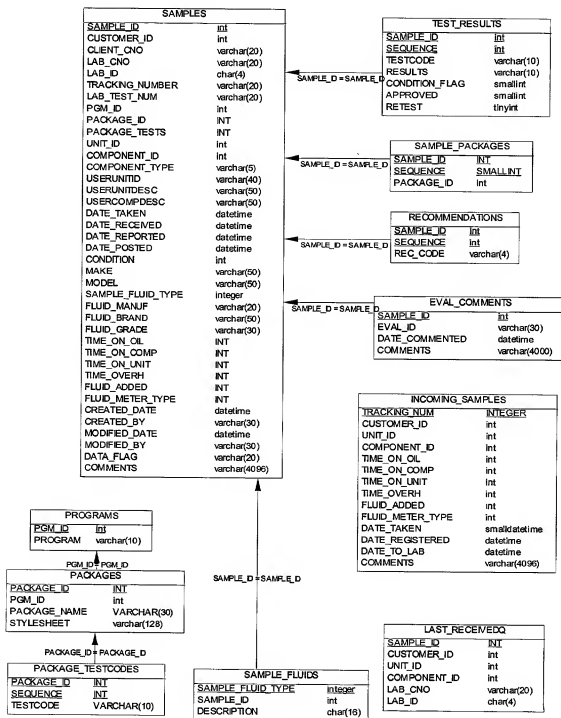 SAMPLES
SAMPLE_ID int
CUSTOMER_ID int
CLIENT_CNO varchar(20)
LAB_CNO varchar(20)
LAB_ID char(4)
TRACKING_NUMBER varchar(20)
LAB_TEST_NUM varchar(20)
PGM_ID int
PACKAGE_ID INT
PACKAGE_TESTS INT
UNIT_ID int
COMPONENT_ID int
COMPONENT_TYPE varchar(5)
USERUNITID varchar(40)
USERUNITDESC varchar(50)
USERCOMPDESC varchar(50)
DATE_TAKEN datetime
DATE_RECEIVED datetime
DATE_REPORTED datetime
DATE_POSTED datetime
CONDITION int
MAKE varchar(50)
MODEL varchar(50)
SAMPLE_FLUID_TYPE integer
FLUID_MANUF varchar(20)
FLUID_BRAND varchar(50)
FLUID_GRADE varchar(30)
TIME_ON_OIL INT
TIME_ON_COMP INT
TIME_ON_UNIT INT
TIME_OVERH INT
FLUID_ADDED INT
FLUID_METER_TYPE INT
CREATED_DATE datetime
CREATED_BY varchar(30)
MODIFIED_DATE datetime
MODIFIED_BY varchar(30)
DATA_FLAG varchar(20)
COMMENTS varchar(4096)
TEST_RESULTS
SAMPLE_ID int
SEQUENCE int
TESTCODE varchar(10)
RESULTS varchar(10)
CONDITION_FLAG smallint
APPROVED smallint
RETEST tinyint
SAMPLE_ID = SAMPLE_ID
SAMPLE_PACKAGES
SAMPLE_ID INT
SEQUENCE SMALLINT
PACKAGE_ID int
SAMPLE_ID = SAMPLE_ID
RECOMMENDATIONS
SAMPLE_ID int
SEQUENCE int
REC_CODE varchar(4)
SAMPLE_ID = SAMPLE_ID
EVAL_COMMENTS
SAMPLE_ID int
EVAL_ID varchar(30)
DATE_COMMENTED datetime
COMMENTS varchar(4000)
SAMPLE_ID = SAMPLE_ID
INCOMING_SAMPLES
TRACKING_NUM INTEGER
CUSTOMER_ID int
UNIT_ID int
COMPONENT_ID int
TIME_ON_OIL int
TIME_ON_COMP int
TIME_ON_UNIT int
TIME_OVERH int
FLUID_ADDED int
FLUID_METER_TYPE int
DATE_TAKEN smalldatetime
DATE_REGISTERED datetime
DATE_TO_LAB datetime
COMMENTS varchar(4096)
PROGRAMS
PGM_ID int
PROGRAM varchar(10)
PGM_ID = PGM_ID
PACKAGES
PACKAGE_ID INT
PGM_ID int
PACKAGE_NAME VARCHAR(30)
STYLESHEET varchar(128)
PACKAGE_ID = PACKAGE_ID
PACKAGE_TESTCODES
PACKAGE_ID INT
SEQUENCE INT
TESTCODE VARCHAR(10)
SAMPLE_ID = SAMPLE_ID
SAMPLE_FLUIDS
SAMPLE_FLUID_TYPE integer
SAMPLE_ID int
DESCRIPTION char(16)
LAST_RECEIVEDQ
SAMPLE_ID INT
CUSTOMER_ID int
UNIT_ID int
COMPONENT_ID int
LAB_CNO varchar(20)
LAB_ID char(4)